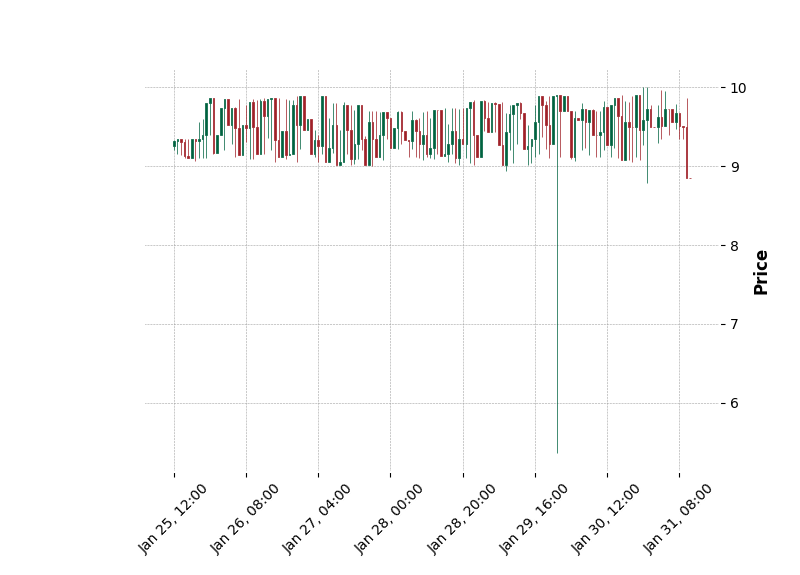 10
9
8
7
6
Price
Jan 25, 12:00
Jan 26, 08:00
Jan 27, 04:00
Jan 28, 00:00
Jan 28, 20:00
Jan 29, 16:00
Jan 30, 12:00
Jan 31, 08:00